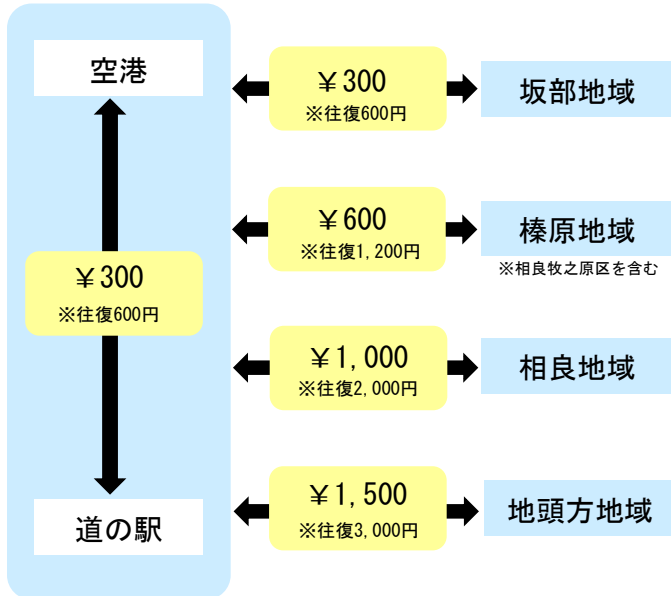 空港
￥300
※往復600円
道の駅
￥300
※往復600円
坂部地域
￥600
※往復1,200円
榛原地域
※相良牧之原区を含む
￥1,000
※往復2,000円
相良地域
￥1,500
※往復3,000円
地頭方地域